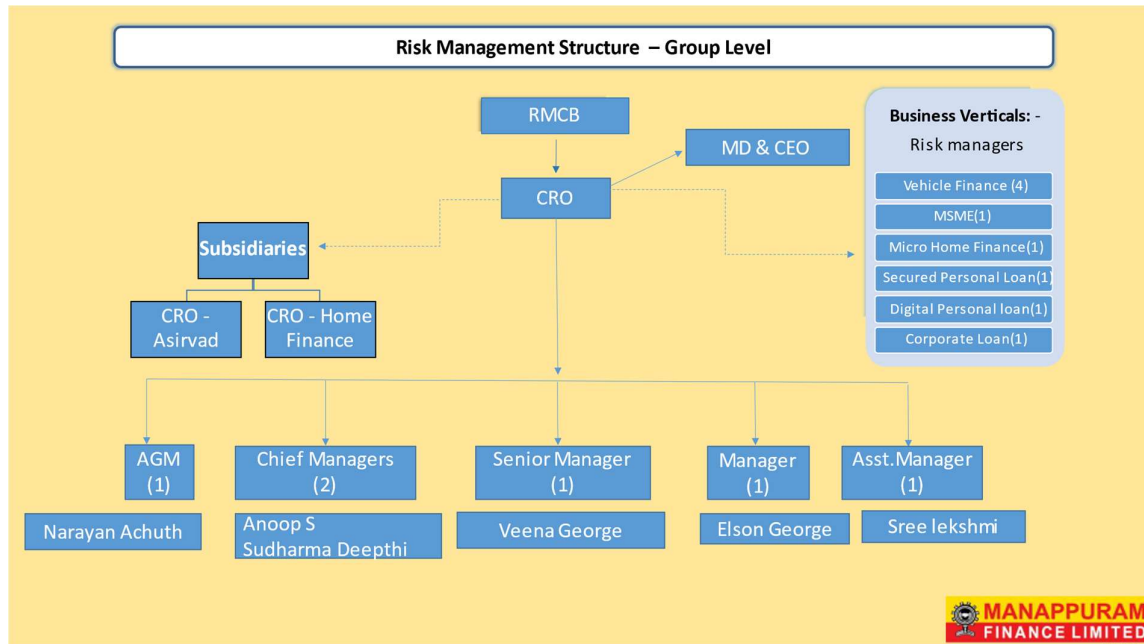 Risk Management Structure – Group Level
RMCB
MD & CEO
CRO
Business Verticals: -
Risk managers
Vehicle Finance (4)
MSME(1)
Micro Home Finance(1)
Secured Personal Loan(1)
Digital Personal loan(1)
Corporate Loan(1)
Subsidiaries
CRO -
Asirvad
CRO - Home
Finance
AGM
(1)
Chief Managers
(2)
Senior Manager
(1)
Manager
(1)
Asst.Manager
(1)
Narayan Achuth
Anoop S
Sudharma Deepthi
Veena George
Elson George
Sree lekshmi
MANAPPURAM
FINANCE LIMITED